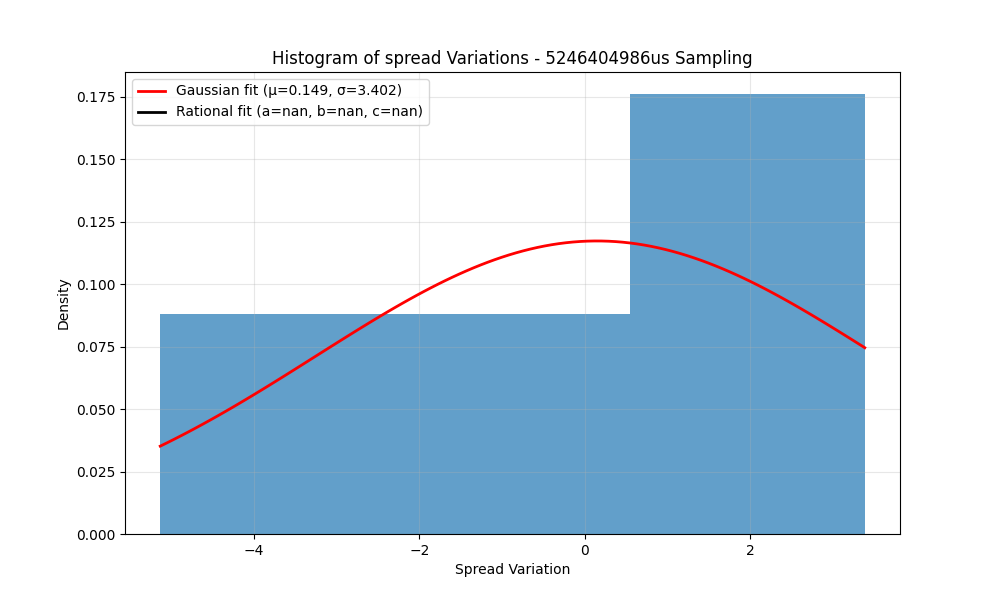 Histogram of spread Variations - 5246404986us Sampling
Gaussian fit (μ=0.149, σ=3.402)
Rational fit (a=nan, b=nan, c=nan)
0.175
0.150
0.125
0.100
0.075
0.050
0.025
0.000
Density
−4
−2
0
2
Spread Variation